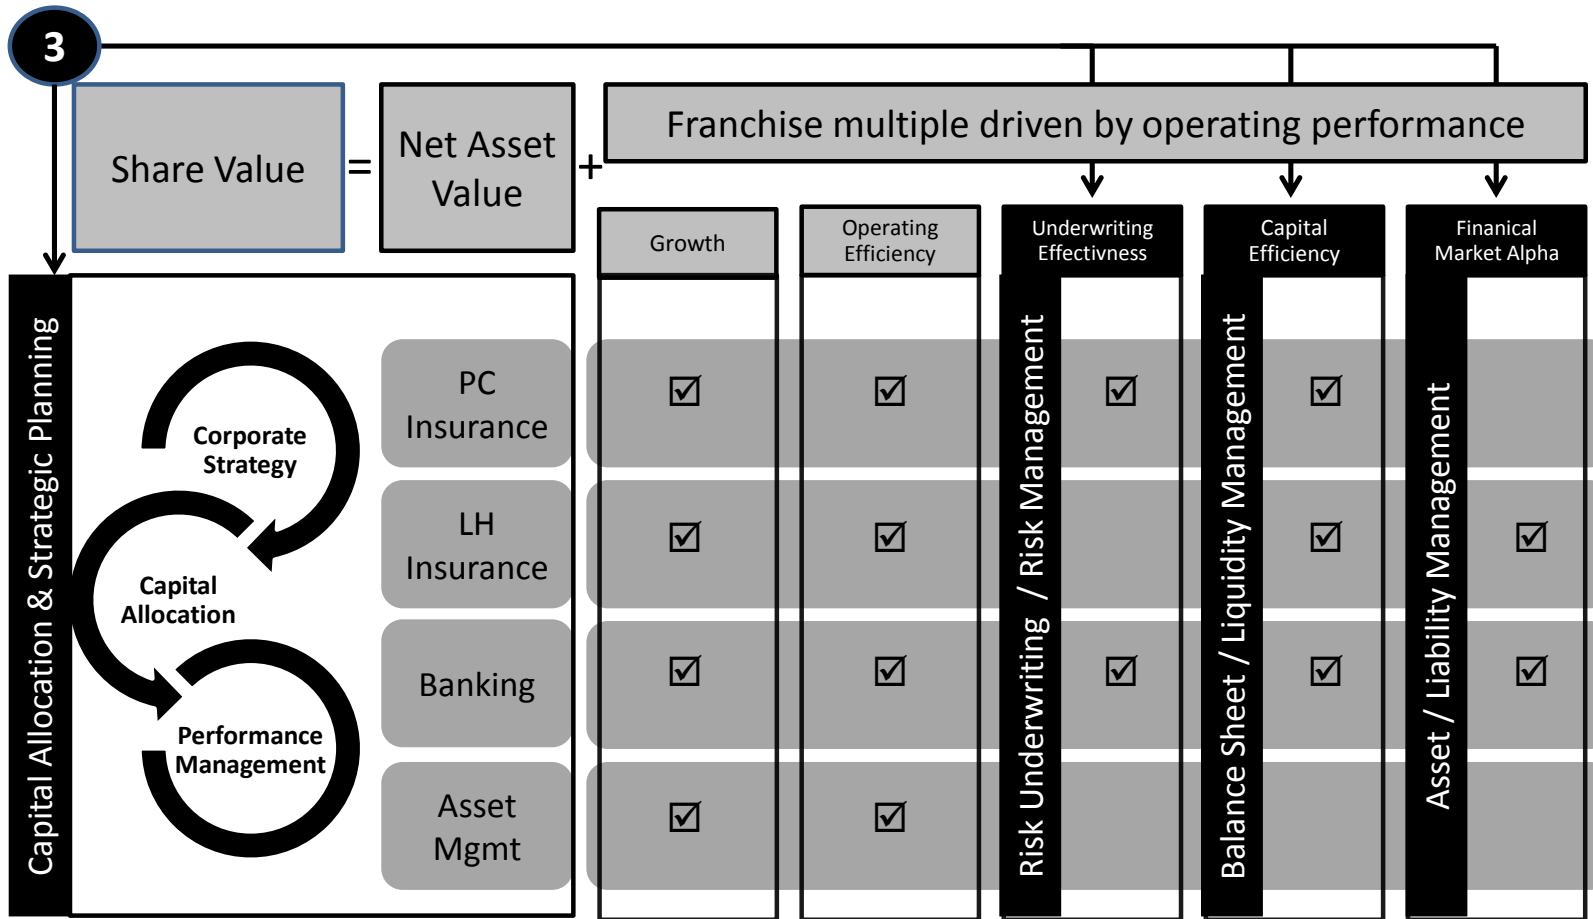 3
Share Value
=
Net Asset
Value
+
Franchise multiple driven by operating performance
Growth
Operating
Efficiency
Underwriting
Effectivness
Capital
Efficiency
Finanical
Market Alpha
Capital Allocation & Strategic Planning
Corporate
Strategy
Capital
Allocation
Performance
Management
PC
Insurance
LH
Insurance
Banking
Asset
Mgmt
Risk Underwriting / Risk Management
Balance Sheet / Liquidity Management
Asset / Liability Management